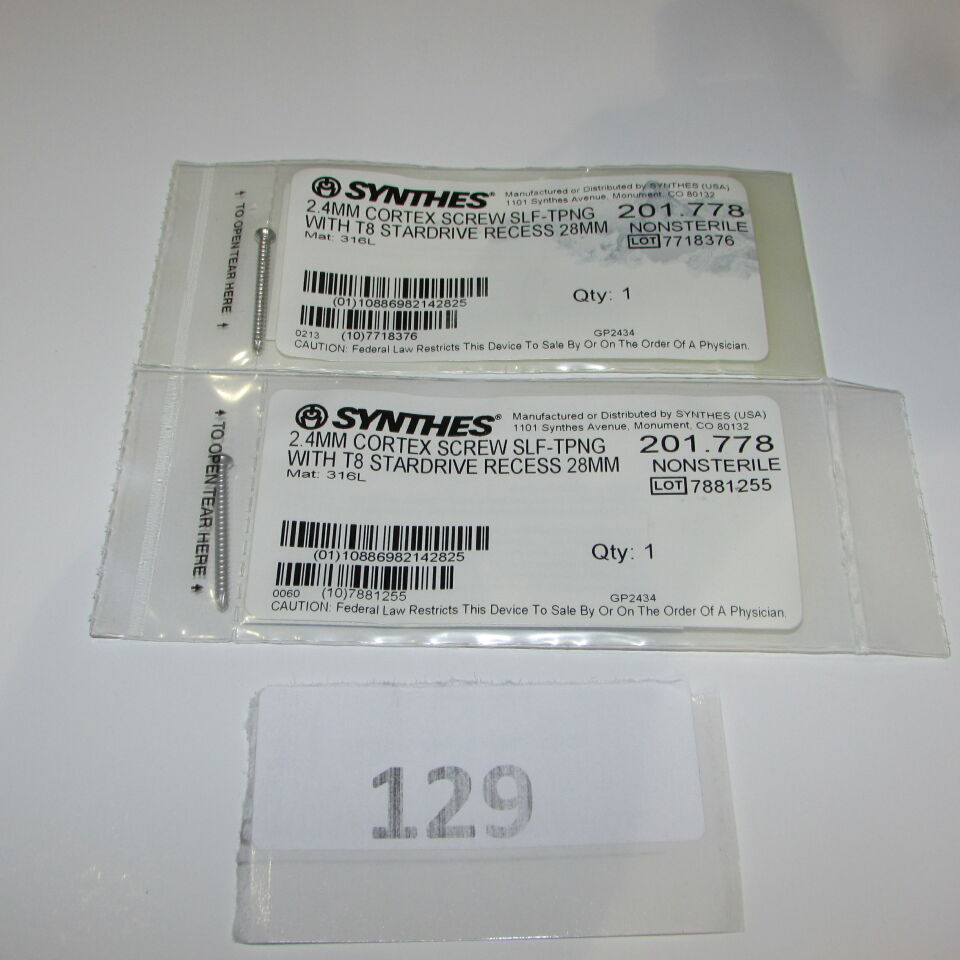 SYNTHES®
Manufactured or Distributed by SYNTHES (USA)
1101 Synthes Avenue, Monument, CO 80132
2.4MM CORTEX SCREW SLF-TPNG
WITH T8 STARDRIVE RECESS 28MM
Mat: 316L
201.778
NONSTERILE
LOT 7718376
(01)10886982142825
Qty: 1
0213 (10)7718376
GP2434
CAUTION: Federal Law Restricts This Device To Sale By Or On The Order Of A Physician.
TO OPEN TEAR HERE
SYNTHES®
Manufactured or Distributed by SYNTHES (USA)
1101 Synthes Avenue, Monument, CO 80132
2.4MM CORTEX SCREW SLF-TPNG
WITH T8 STARDRIVE RECESS 28MM
Mat: 316L
201.778
NONSTERILE
LOT 7881255
(01)10886982142825
Qty: 1
0060 (10)7881255
GP2434
CAUTION: Federal Law Restricts This Device To Sale By Or On The Order Of A Physician.
TO OPEN TEAR HERE
129